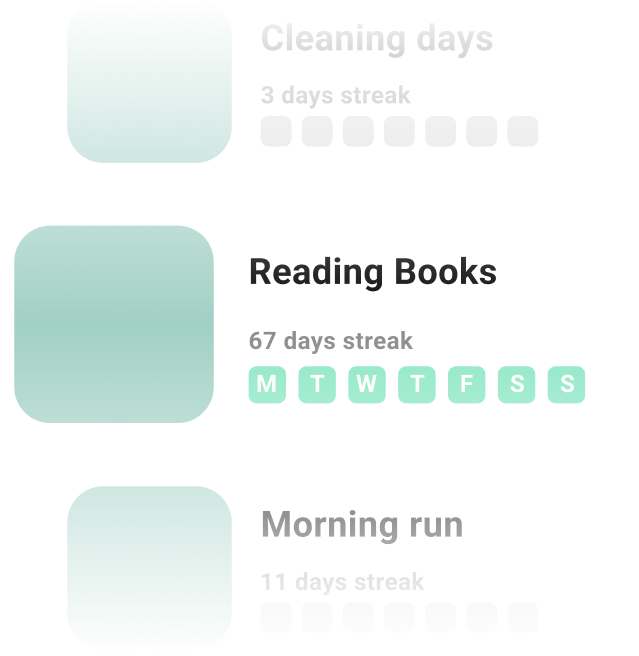 Cleaning days
3 days streak
Reading Books
67 days streak
M T W T F S S
Morning run
11 days streak